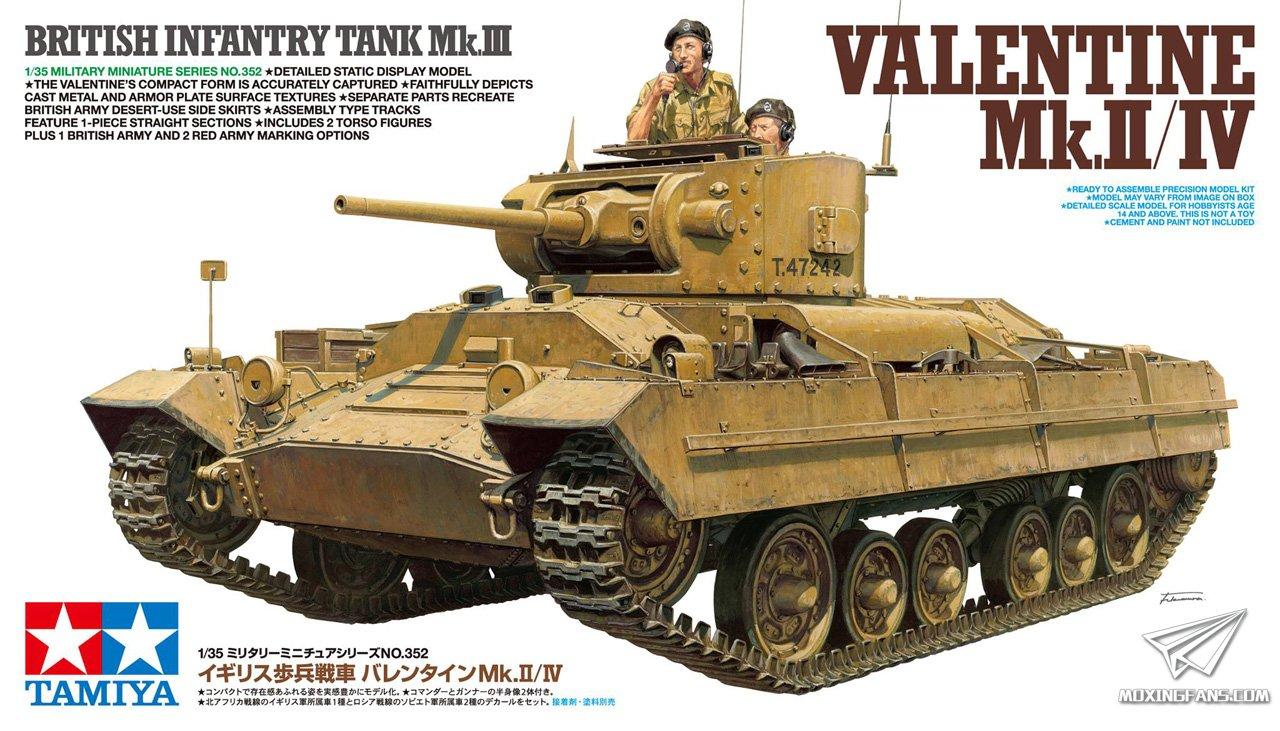 BRITISH INFANTRY TANK Mk.III
1/35 MILITARY MINIATURE SERIES NO.352 ★DETAILED STATIC DISPLAY MODEL
★THE VALENTINE'S COMPACT FORM IS ACCURATELY CAPTURED ★FAITHFULLY DEPICTS
CAST METAL AND ARMOR PLATE SURFACE TEXTURES ★SEPARATE PARTS RECREATE
BRITISH ARMY DESERT-USE SIDE SKIRTS ★ASSEMBLY TYPE TRACKS
FEATURE 1-PIECE STRAIGHT SECTIONS ★INCLUDES 2 TORSO FIGURES
PLUS 1 BRITISH ARMY AND 2 RED ARMY MARKING OPTIONS
VALENTINE
Mk.II/IV
★READY TO ASSEMBLE PRECISION MODEL KIT
★MODEL MAY VARY FROM IMAGE ON BOX
★DETAILED SCALE MODEL FOR HOBBYISTS AGE
14 AND ABOVE. THIS IS NOT A TOY
★CEMENT AND PAINT NOT INCLUDED
T.47242
TAMIYA
1/35 ミリタリーミニチュアシリーズNO.352
イギリス歩兵戦車 バレンタインMk.II/IV
★コンパクトで存在感あふれる姿を実感豊かにモデル化。★コマンダーとガンナーの半身像2体付き。
★北アフリカ戦線のイギリス軍所属車1種とロシア戦線のソビエト軍所属車2種のデカールをセット。接着剤・塗料別売
MOXINGFANS.COM